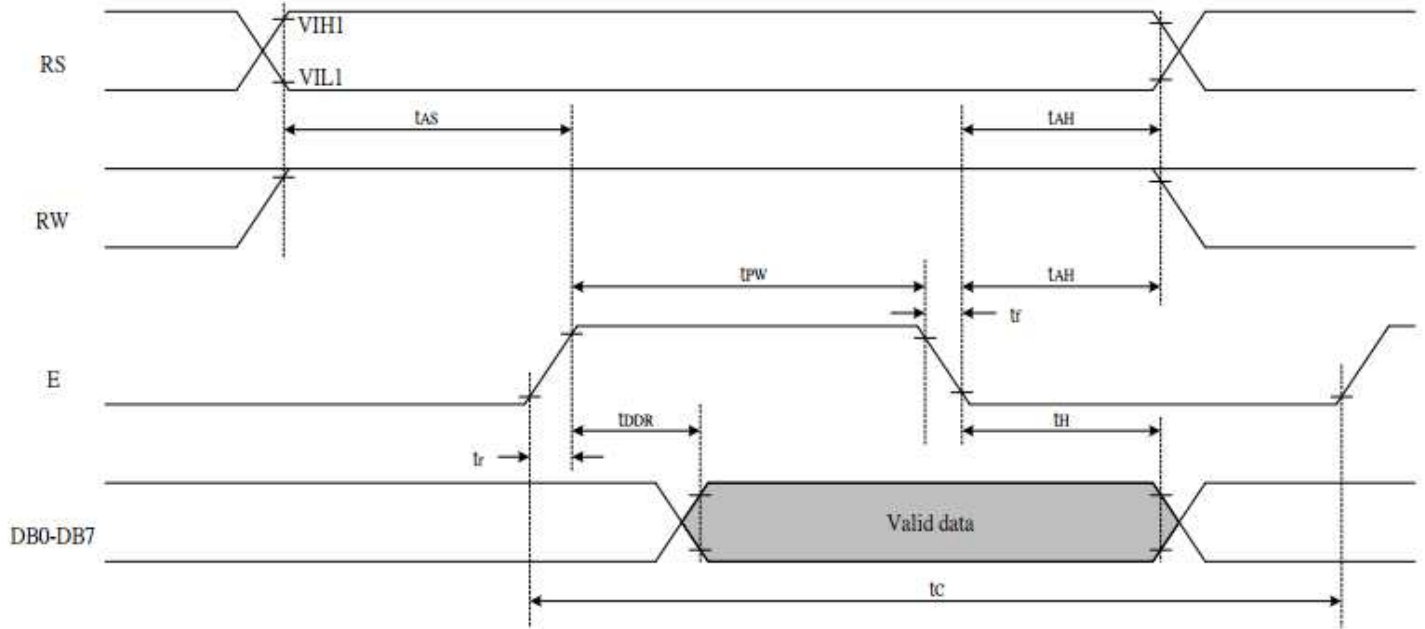 VIH1
RS
VIL1
tAS
tAH
RW
tPW
tAH
tf
E
tDDR
tH
tr
Valid data
DB0-DB7
tC